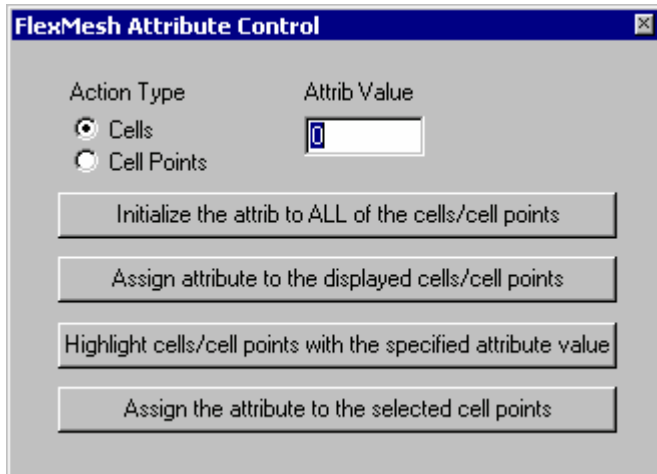 FlexMesh Attribute Control
Action Type
Attrib Value
Cells
0
Cell Points
Initialize the attrib to ALL of the cells/cell points
Assign attribute to the displayed cells/cell points
Highlight cells/cell points with the specified attribute value
Assign the attribute to the selected cell points